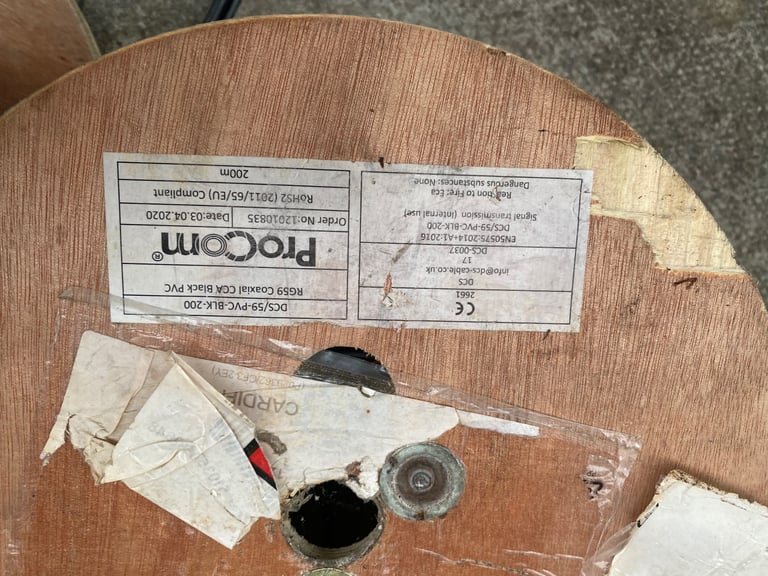 DCS/59-PVC-BLK-200
RG59 Coaxial CCA Black PVC
ProCom®
Order No:12010835 Date:03.04.2020
RoHS2 (2011/65/EU) Compliant
200m
CE
2661
DCS
info@dcs-cable.co.uk
17
DCS-0037
EN50575:2014+A1:2016
DCS/59-PVC-BLK-200
Signal transmission (internal use)
Reaction to Fire: Eca
Dangerous substances: None
CARDIF